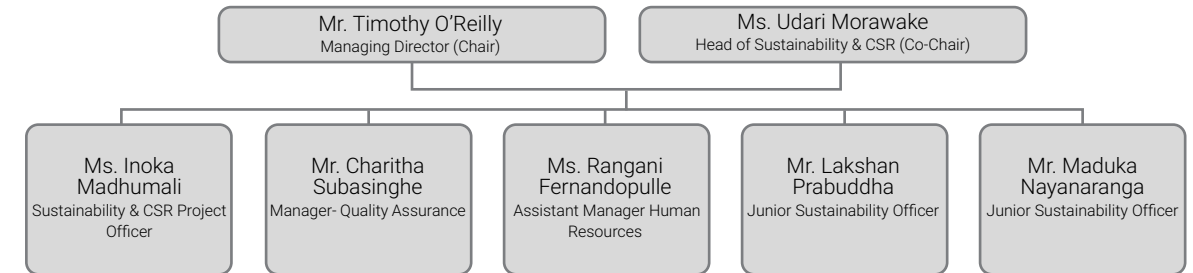 Mr. Timothy O’Reilly
Managing Director (Chair)
Ms. Udari Morawake
Head of Sustainability & CSR (Co-Chair)
Ms. Inoka
Madhumali
Sustainability & CSR Project
Officer
Mr. Charitha
Subasinghe
Manager- Quality Assurance
Ms. Rangani
Fernandopulle
Assistant Manager Human
Resources
Mr. Lakshan
Prabuddha
Junior Sustainability Officer
Mr. Maduka
Nayanaranga
Junior Sustainability Officer